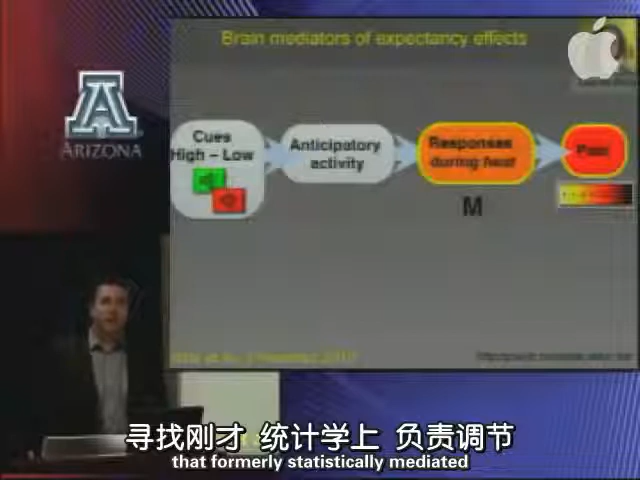 Brain mediators of expectancy effects
ARIZONA
Cues
High – Low
Anticipatory
activity
Responses
during heat
Pain
M
寻找刚才 统计学上 负责调节
that formerly statistically mediated